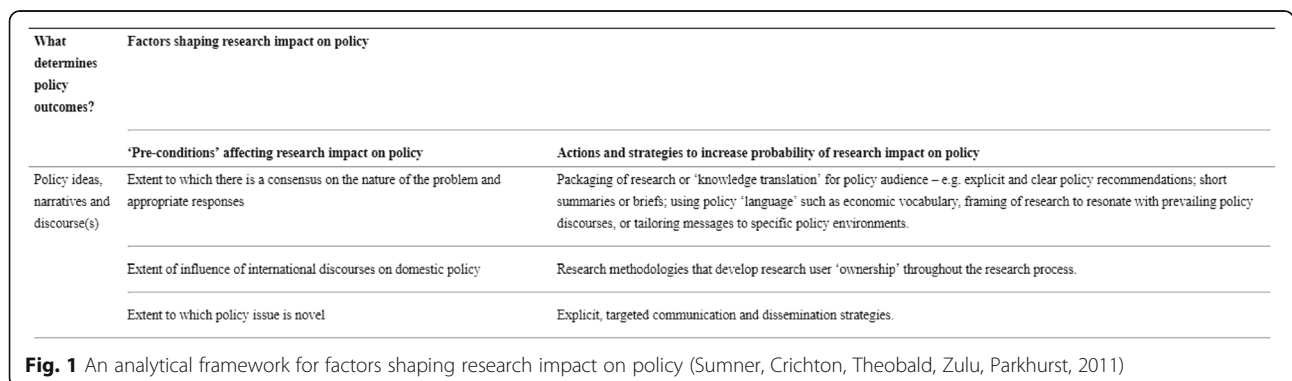 What determines policy outcomes?
Factors shaping research impact on policy
'Pre-conditions' affecting research impact on policy
Actions and strategies to increase probability of research impact on policy
Policy ideas, narratives and discourse(s)
Extent to which there is a consensus on the nature of the problem and
appropriate responses
Packaging of research or 'knowledge translation' for policy audience – e.g. explicit and clear policy recommendations; short
summaries or briefs; using policy 'language' such as economic vocabulary, framing of research to resonate with prevailing policy
discourses, or tailoring messages to specific policy environments.
Extent of influence of international discourses on domestic policy
Research methodologies that develop research user 'ownership' throughout the research process.
Extent to which policy issue is novel
Explicit, targeted communication and dissemination strategies.
Fig. 1 An analytical framework for factors shaping research impact on policy (Sumner, Crichton, Theobald, Zulu, Parkhurst, 2011)